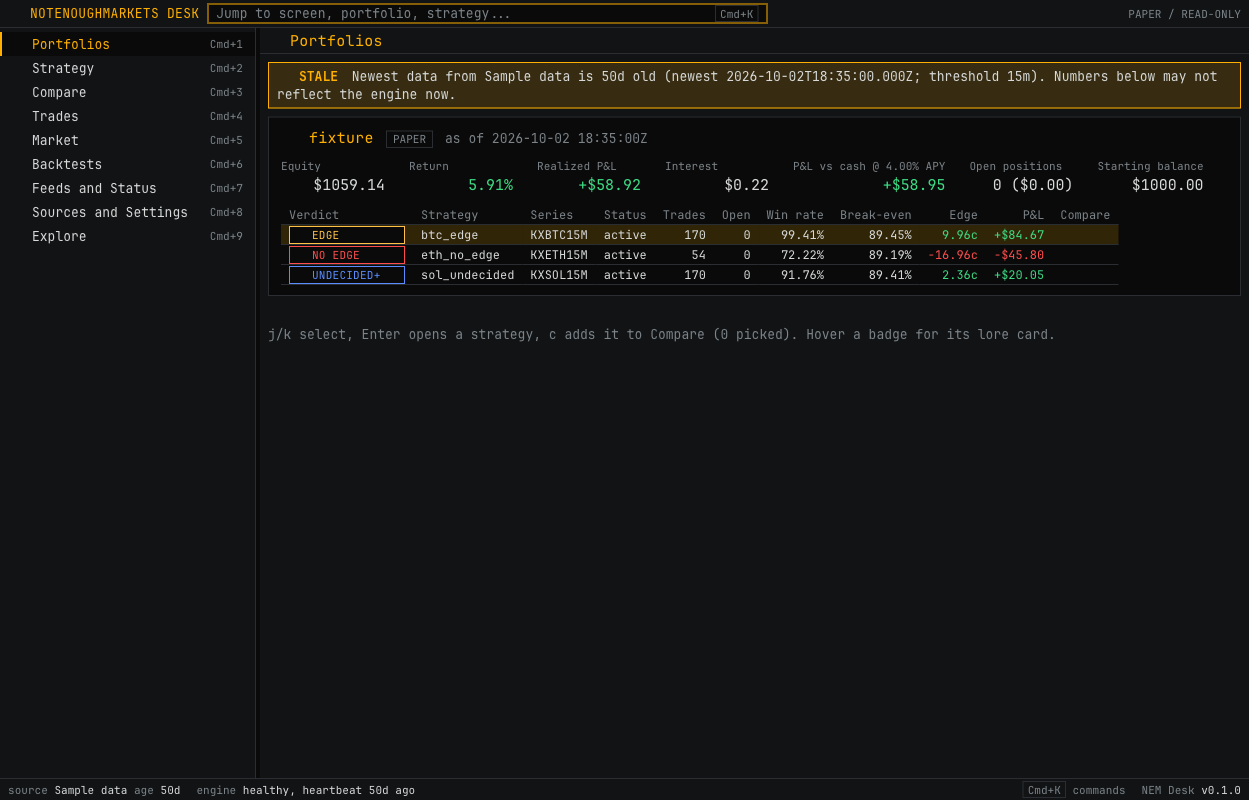 NOTENOUGHMARKETS DESK Jump to screen, portfolio, strategy... Cmd+K PAPER / READ-ONLY
Portfolios Cmd+1
Strategy Cmd+2
Compare Cmd+3
Trades Cmd+4
Market Cmd+5
Backtests Cmd+6
Feeds and Status Cmd+7
Sources and Settings Cmd+8
Explore Cmd+9
Portfolios
STALE Newest data from Sample data is 50d old (newest 2026-10-02T18:35:00.000Z; threshold 15m). Numbers below may not
reflect the engine now.
fixture PAPER as of 2026-10-02 18:35:00Z
Equity Return Realized P&L Interest P&L vs cash @ 4.00% APY Open positions Starting balance
$1059.14 5.91% +$58.92 $0.22 +$58.95 0 ($0.00) $1000.00
Verdict Strategy Series Status Trades Open Win rate Break-even Edge P&L Compare
EDGE btc_edge KXBTC15M active 170 0 99.41% 89.45% 9.96c +$84.67
NO EDGE eth_no_edge KXETH15M active 54 0 72.22% 89.19% -16.96c -$45.80
UNDECIDED+ sol_undecided KXSOL15M active 170 0 91.76% 89.41% 2.36c +$20.05
j/k select, Enter opens a strategy, c adds it to Compare (0 picked). Hover a badge for its lore card.
source Sample data age 50d engine healthy, heartbeat 50d ago Cmd+K commands NEM Desk v0.1.0